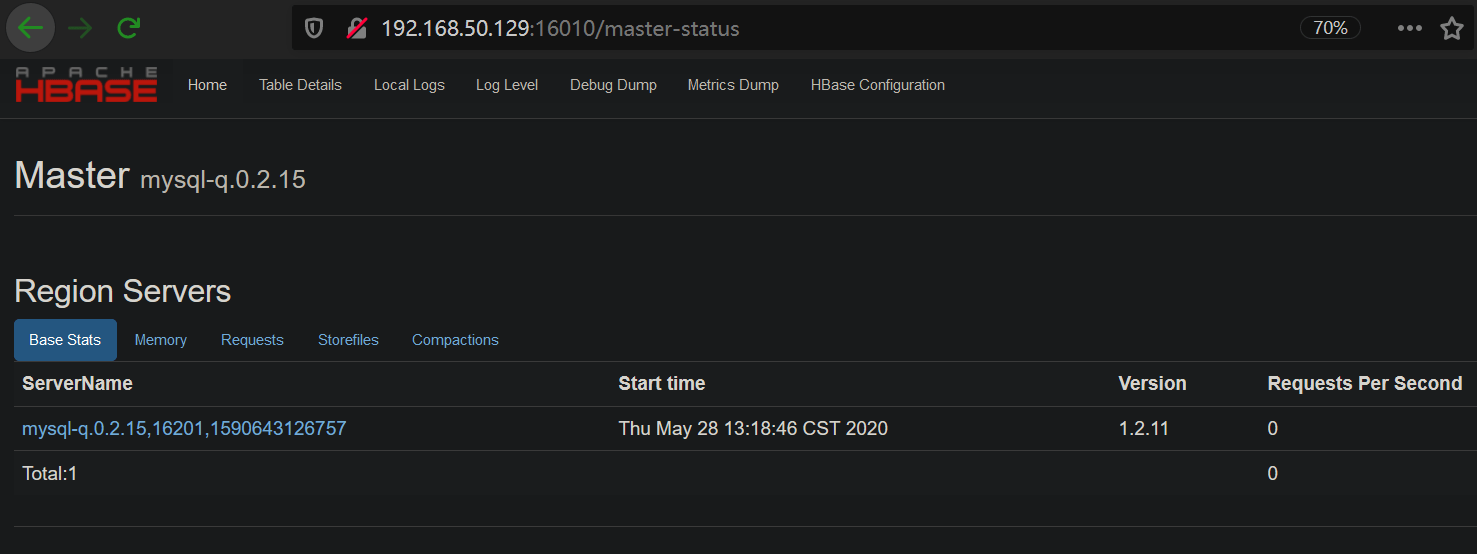 192.168.50.129:16010/master-status 70%
APACHE
HBASE
Home Table Details Local Logs Log Level Debug Dump Metrics Dump HBase Configuration
Master mysql-q.0.2.15
Region Servers
Base Stats Memory Requests Storefiles Compactions
ServerName Start time Version Requests Per Second
mysql-q.0.2.15,16201,1590643126757 Thu May 28 13:18:46 CST 2020 1.2.11 0
Total:1 0